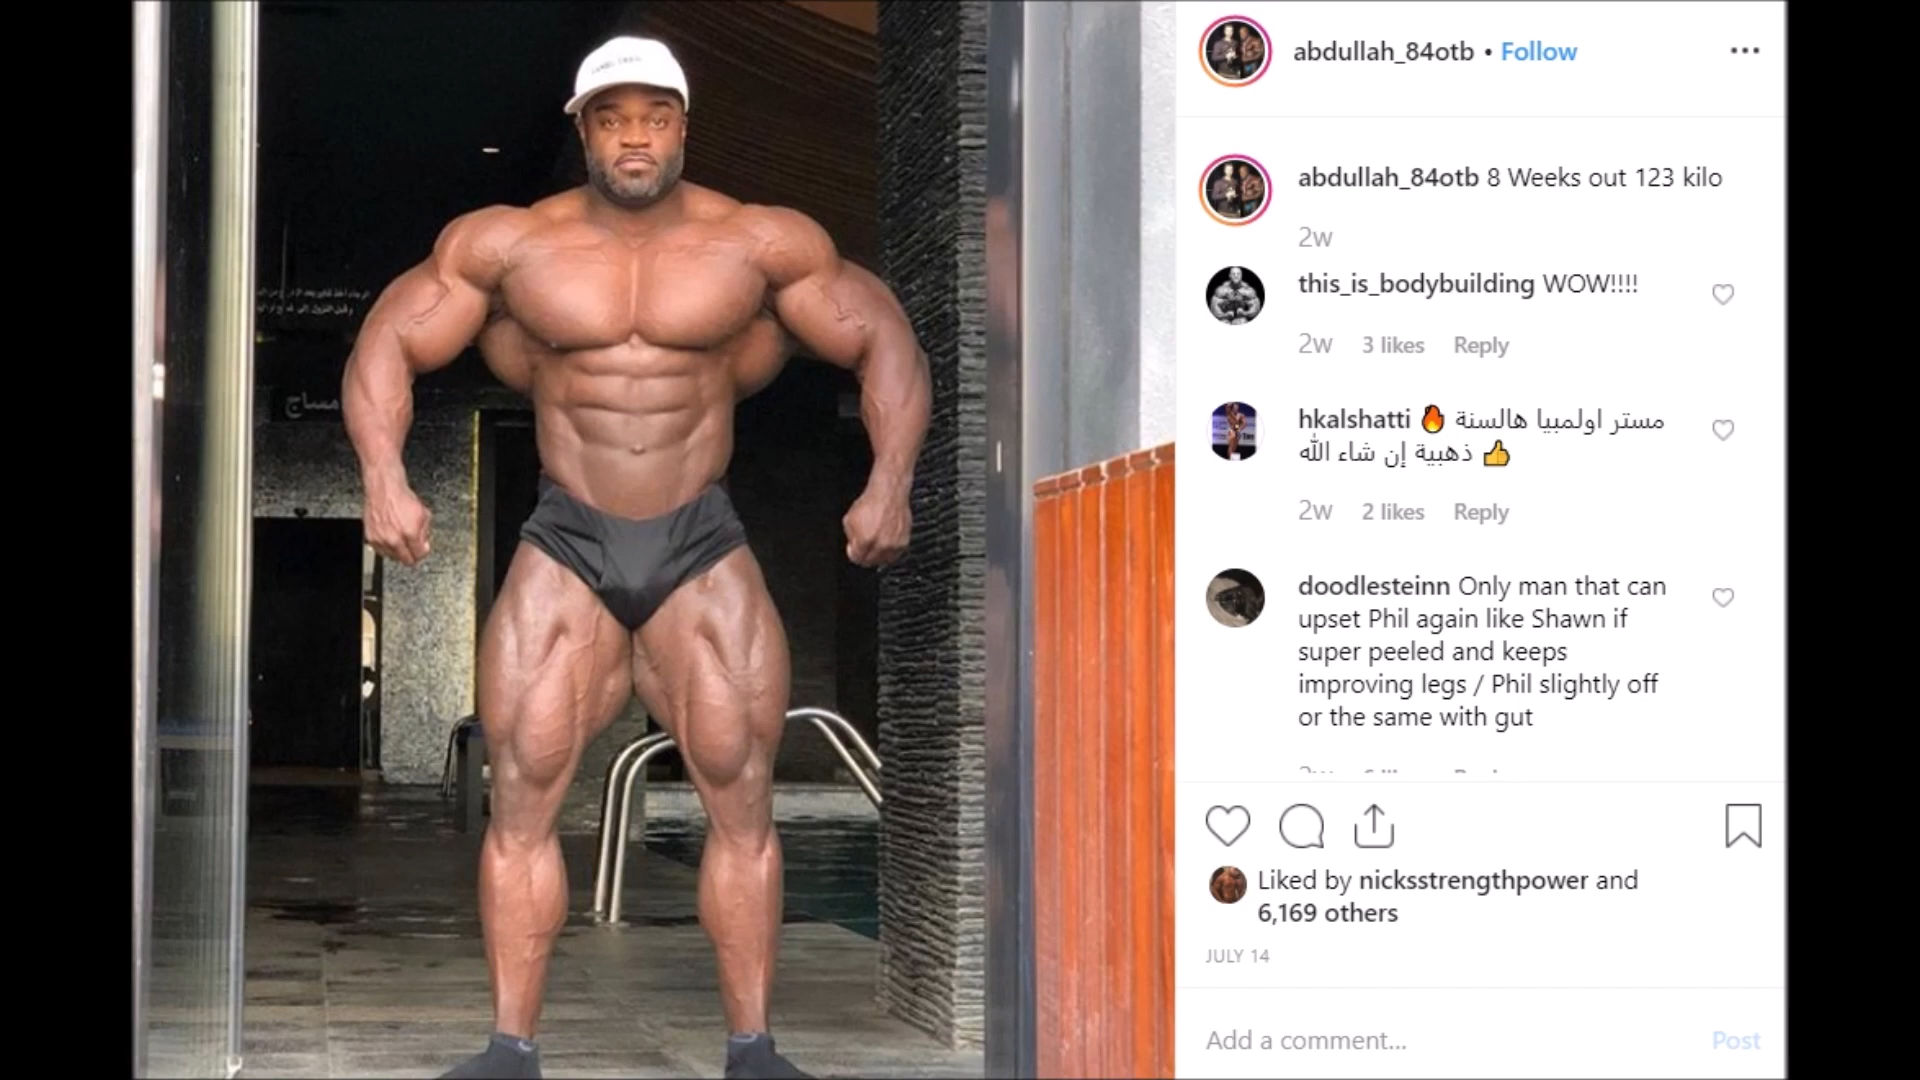 مساج
abdullah_84otb • Follow
abdullah_84otb 8 Weeks out 123 kilo
2w
this_is_bodybuilding WOW!!!!
2w 3 likes Reply
hkalshatti 🔥 مستر اولمبيا هالسنة
ذهبية إن شاء الله 👍
2w 2 likes Reply
doodlesteinn Only man that can
upset Phil again like Shawn if
super peeled and keeps
improving legs / Phil slightly off
or the same with gut
Liked by nicksstrengthpower and
6,169 others
JULY 14
Add a comment... Post